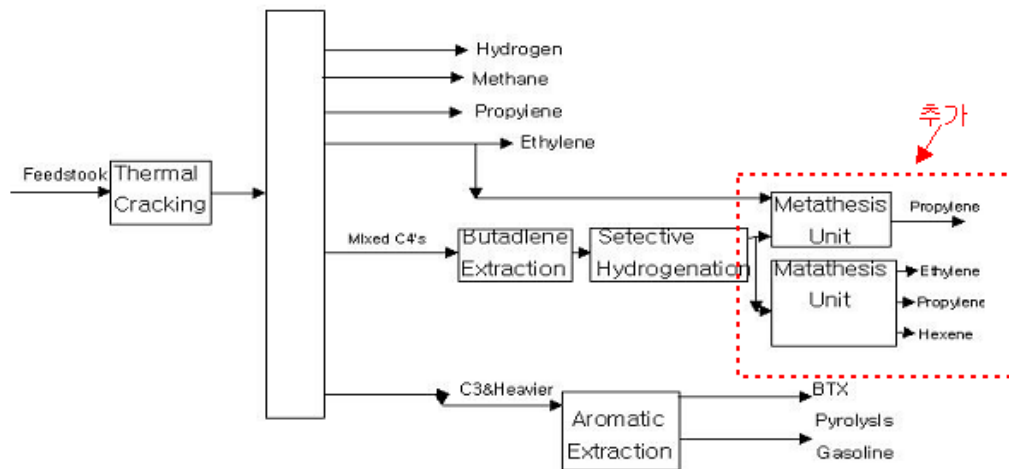 Hydrogen
Methane
Propylene
Ethylene
추가
Feedstook
Thermal
Cracking
Metathesis
Unit
Propylene
Mixed C4's
Butadlene
Extraction
Setective
Hydrogenation
Matathesis
Unit
Ethylene
Propylene
Hexene
C3&Heavier
Aromatic
Extraction
BTX
Pyrolysis
Gasoline